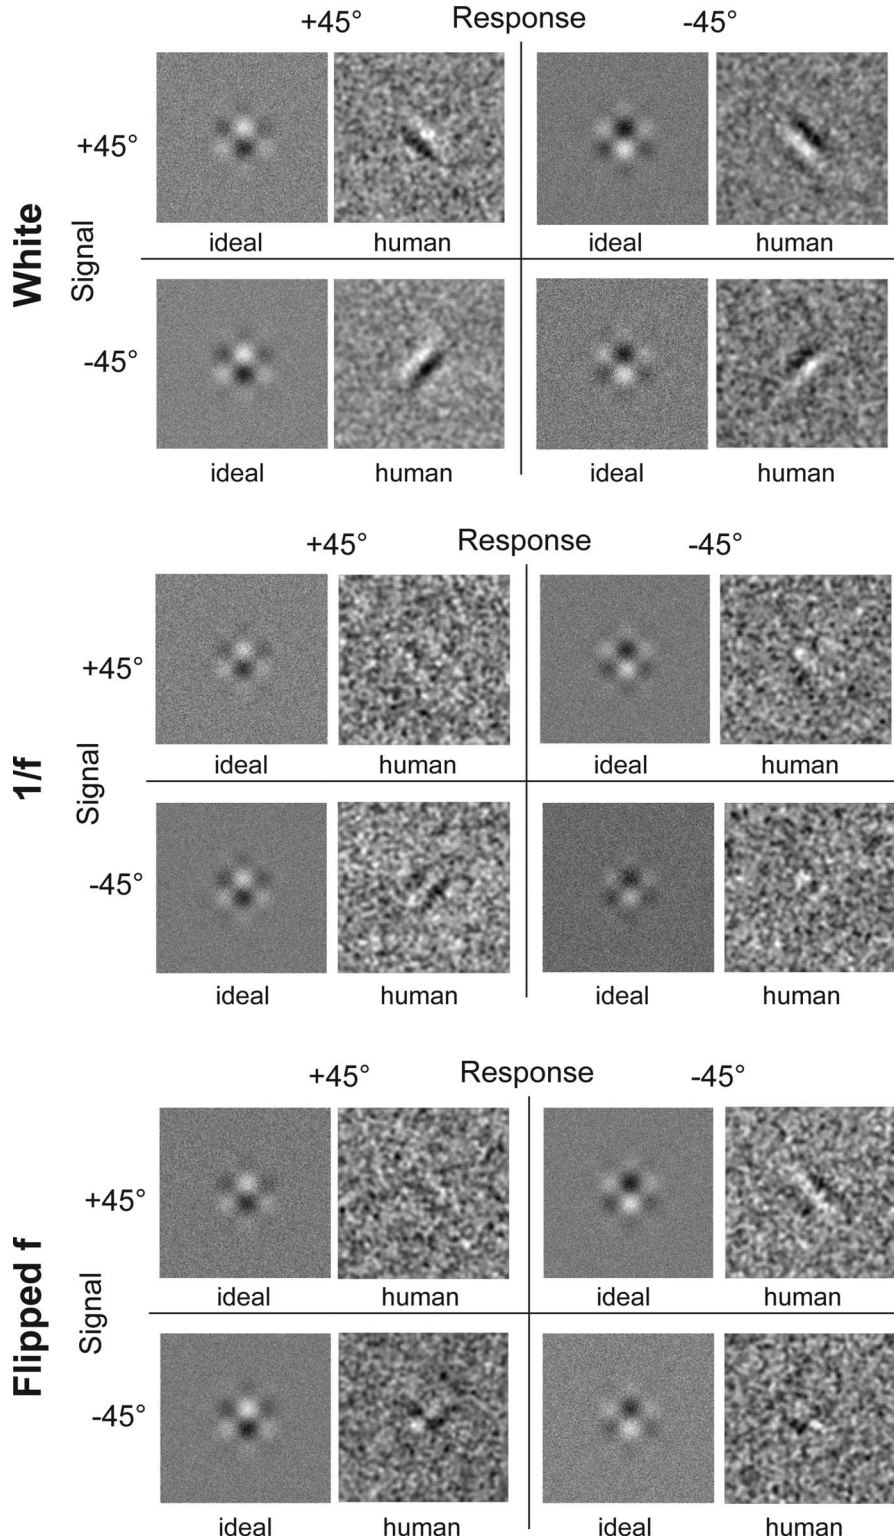 +45° Response -45°
White
Signal
+45°
ideal human ideal human
-45°
ideal human ideal human
+45° Response -45°
1/f
Signal
+45°
ideal human ideal human
-45°
ideal human ideal human
+45° Response -45°
Flipped f
Signal
+45°
ideal human ideal human
-45°
ideal human ideal human